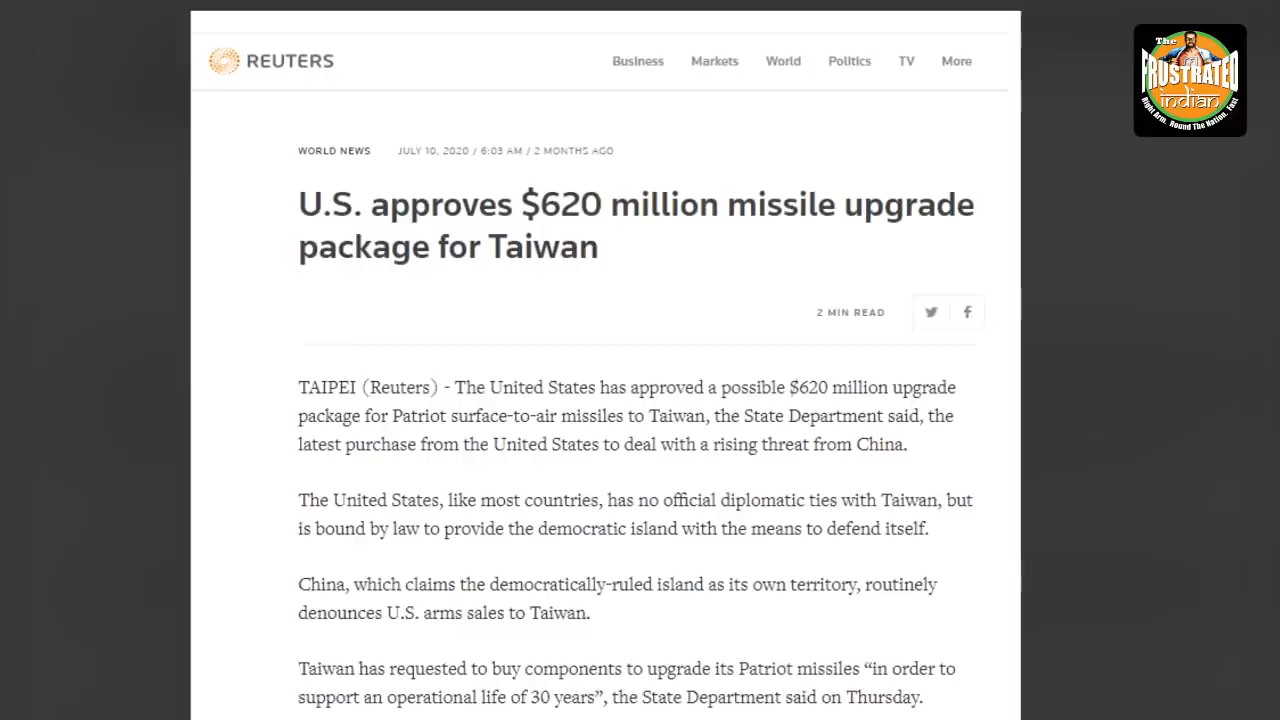 REUTERS
Business Markets World Politics TV More
The
FRUSTRATED
indian
Right Arm. Round The Nation. Fast
WORLD NEWS JULY 10, 2020 / 6:03 AM / 2 MONTHS AGO
U.S. approves $620 million missile upgrade
package for Taiwan
2 MIN READ
TAIPEI (Reuters) - The United States has approved a possible $620 million upgrade
package for Patriot surface-to-air missiles to Taiwan, the State Department said, the
latest purchase from the United States to deal with a rising threat from China.
The United States, like most countries, has no official diplomatic ties with Taiwan, but
is bound by law to provide the democratic island with the means to defend itself.
China, which claims the democratically-ruled island as its own territory, routinely
denounces U.S. arms sales to Taiwan.
Taiwan has requested to buy components to upgrade its Patriot missiles “in order to
support an operational life of 30 years”, the State Department said on Thursday.